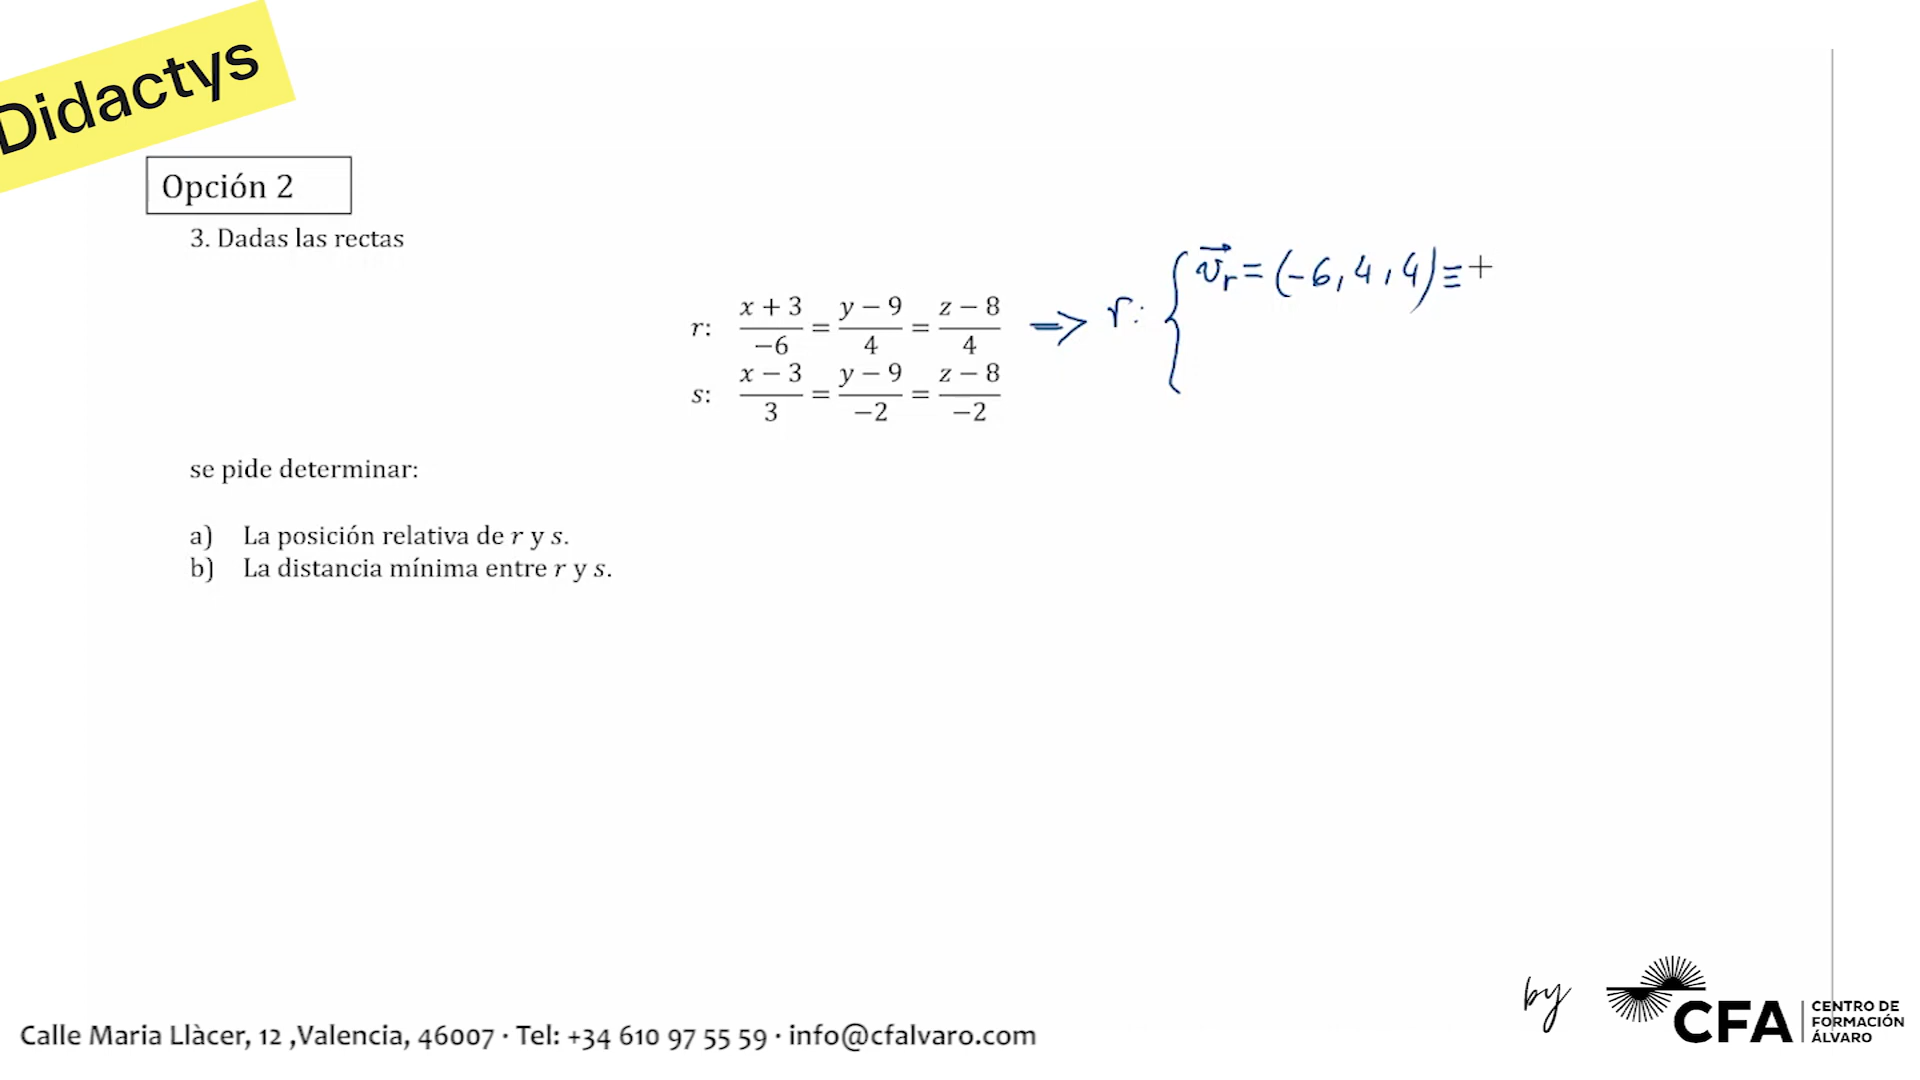 Didactys
Opción 2
3. Dadas las rectas
r: (x + 3)/(−6) = (y − 9)/4 = (z − 8)/4
s: (x − 3)/3 = (y − 9)/(−2) = (z − 8)/(−2)
⇒ r: { v⃗r = (-6, 4, 4) ≡
se pide determinar:
a) La posición relativa de r y s.
b) La distancia mínima entre r y s.
by
CFA
CENTRO DE
FORMACIÓN
ÁLVARO
Calle Maria Llàcer, 12 ,Valencia, 46007 · Tel: +34 610 97 55 59 · info@cfalvaro.com